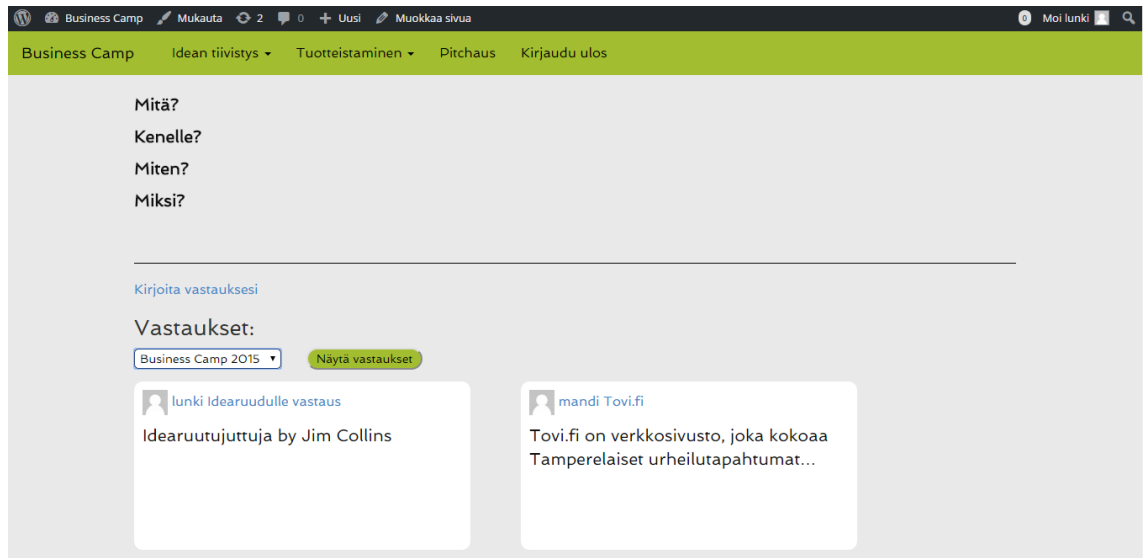 Business Camp Mukauta 2 0 + Uusi Muokkaa sivua 0 Moi lunki
Business Camp Idean tiivistys Tuotteistaminen Pitchaus Kirjaudu ulos
Mitä?
Kenelle?
Miten?
Miksi?
Kirjoita vastauksesi
Vastaukset:
Business Camp 2015 Näytä vastaukset
lunki Idearuudulle vastaus
Idearuutujuttuja by Jim Collins
mandi Tovi.fi
Tovi.fi on verkkosivusto, joka kokoaa
Tamperelaiset urheilutapahtumat...